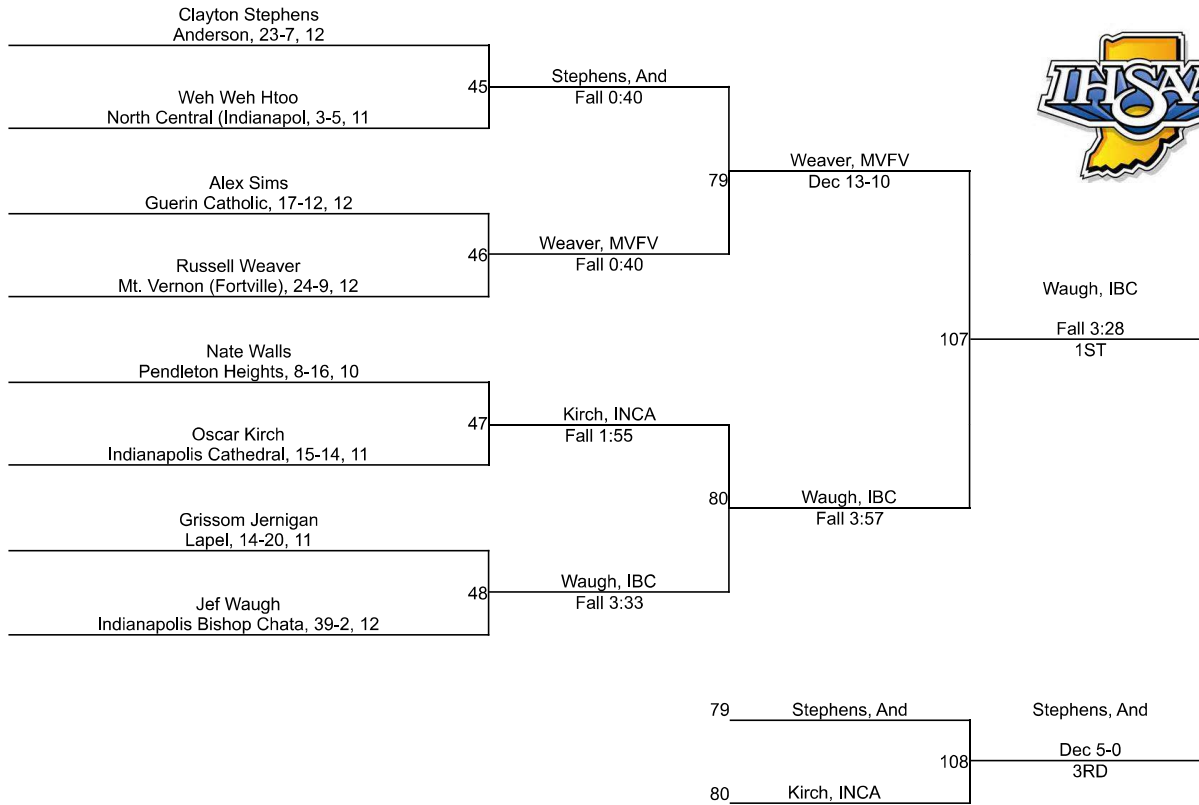 Clayton Stephens
Anderson, 23-7, 12
45
Weh Weh Htoo
North Central (Indianapol, 3-5, 11
Stephens, And
Fall 0:40
Alex Sims
Guerin Catholic, 17-12, 12
46
Russell Weaver
Mt. Vernon (Fortville), 24-9, 12
Weaver, MVFV
Fall 0:40
79
Weaver, MVFV
Dec 13-10
Nate Walls
Pendleton Heights, 8-16, 10
47
Oscar Kirch
Indianapolis Cathedral, 15-14, 11
Kirch, INCA
Fall 1:55
Grissom Jernigan
Lapel, 14-20, 11
48
Jef Waugh
Indianapolis Bishop Chata, 39-2, 12
Waugh, IBC
Fall 3:33
80
Waugh, IBC
Fall 3:57
107
Waugh, IBC
Fall 3:28
1ST
IHSAA
79
Stephens, And
108
80
Kirch, INCA
Stephens, And
Dec 5-0
3RD